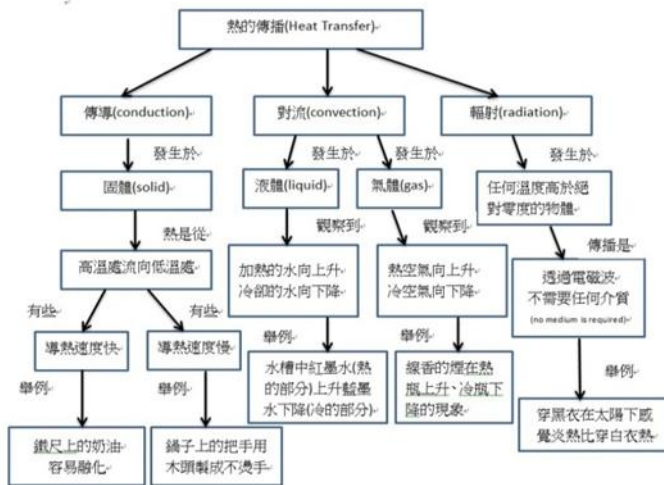 熱的傳播(Heat Transfer)
傳導(conduction)
對流(convection)
輻射(radiation)
發生於
發生於
發生於
發生於
固體(solid)
液體(liquid)
氣體(gas)
任何溫度高於絕
對零度的物體
熱是從
觀察到
觀察到
傳播是
高溫處流向低溫處
加熱的水向上升
冷卻的水向下降
熱空氣向上升
冷空氣向下降
透過電磁波
不需要任何介質
(no medium is required)
有些
有些
導熱速度快
導熱速度慢
舉例
舉例
舉例
舉例
舉例
水槽中紅墨水(熱
的部分)上升藍墨
水下降(冷的部分)
線香的煙在熱
瓶上升、冷瓶下
降的現象
鐵尺上的奶油
容易融化
鍋子上的把手用
木頭製成不燙手
穿黑衣在太陽下感
覺炎熱比穿白衣熱